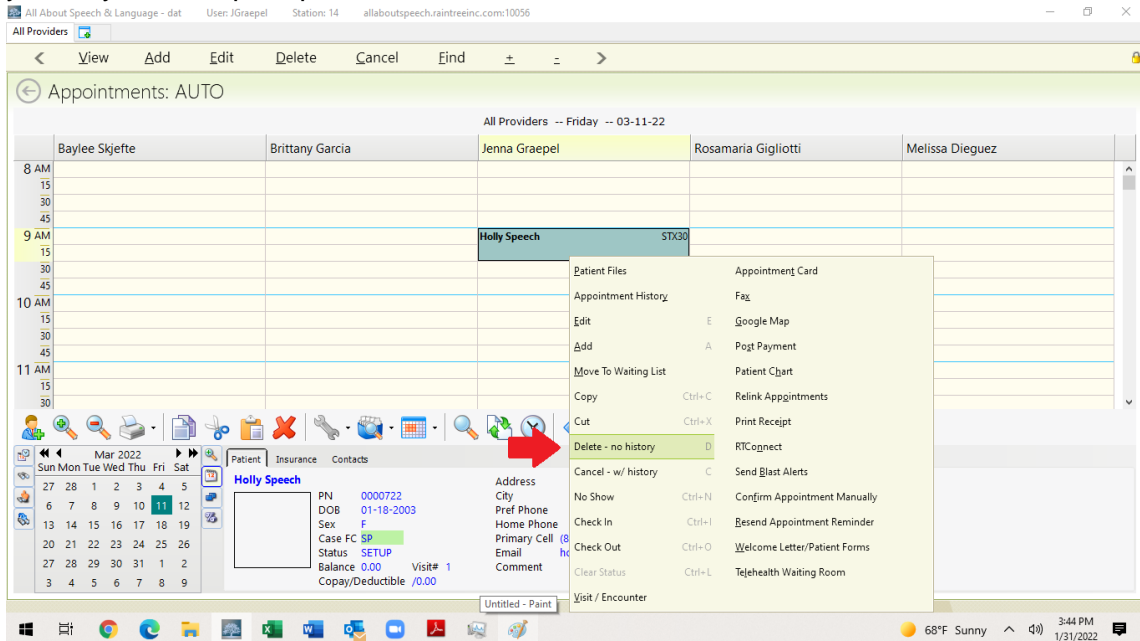 All About Speech & Language - dat User: JGraepel Station: 14 allaboutspeech.raintreeinc.com:10056
All Providers
View Add Edit Delete Cancel Find + -
Appointments: AUTO
All Providers -- Friday -- 03-11-22
Baylee Skjefte Brittany Garcia Jenna Graepel Rosamaria Gigliotti Melissa Dieguez
8 AM
15
30
45
9 AM Holly Speech STX30
15
30
45
10 AM
15
30
45
11 AM
15
30
Patient Files Appointment Card
Appointment History Fax
Edit E Google Map
Add A Post Payment
Move To Waiting List Patient Chart
Copy Ctrl+C Relink Appointments
Cut Ctrl+X Print Receipt
Delete - no history D RTConnect
Cancel - w/ history C Send Blast Alerts
No Show Ctrl+N Confirm Appointment Manually
Check In Ctrl+I Resend Appointment Reminder
Check Out Ctrl+O Welcome Letter/Patient Forms
Clear Status Ctrl+L Telehealth Waiting Room
Visit / Encounter
Mar 2022
Sun Mon Tue Wed Thu Fri Sat
27 28 1 2 3 4 5
6 7 8 9 10 11 12
13 14 15 16 17 18 19
20 21 22 23 24 25 26
27 28 29 30 31 1 2
3 4 5 6 7 8 9
Patient Insurance Contacts
Holly Speech
PN 0000722
DOB 01-18-2003
Sex F
Case FC SP
Status SETUP
Balance 0.00 Visit# 1
Copay/Deductible /0.00
Address
City
Pref Phone
Home Phone
Primary Cell (8
Email ho
Comment
Untitled - Paint
68°F Sunny 3:44 PM
1/31/2022